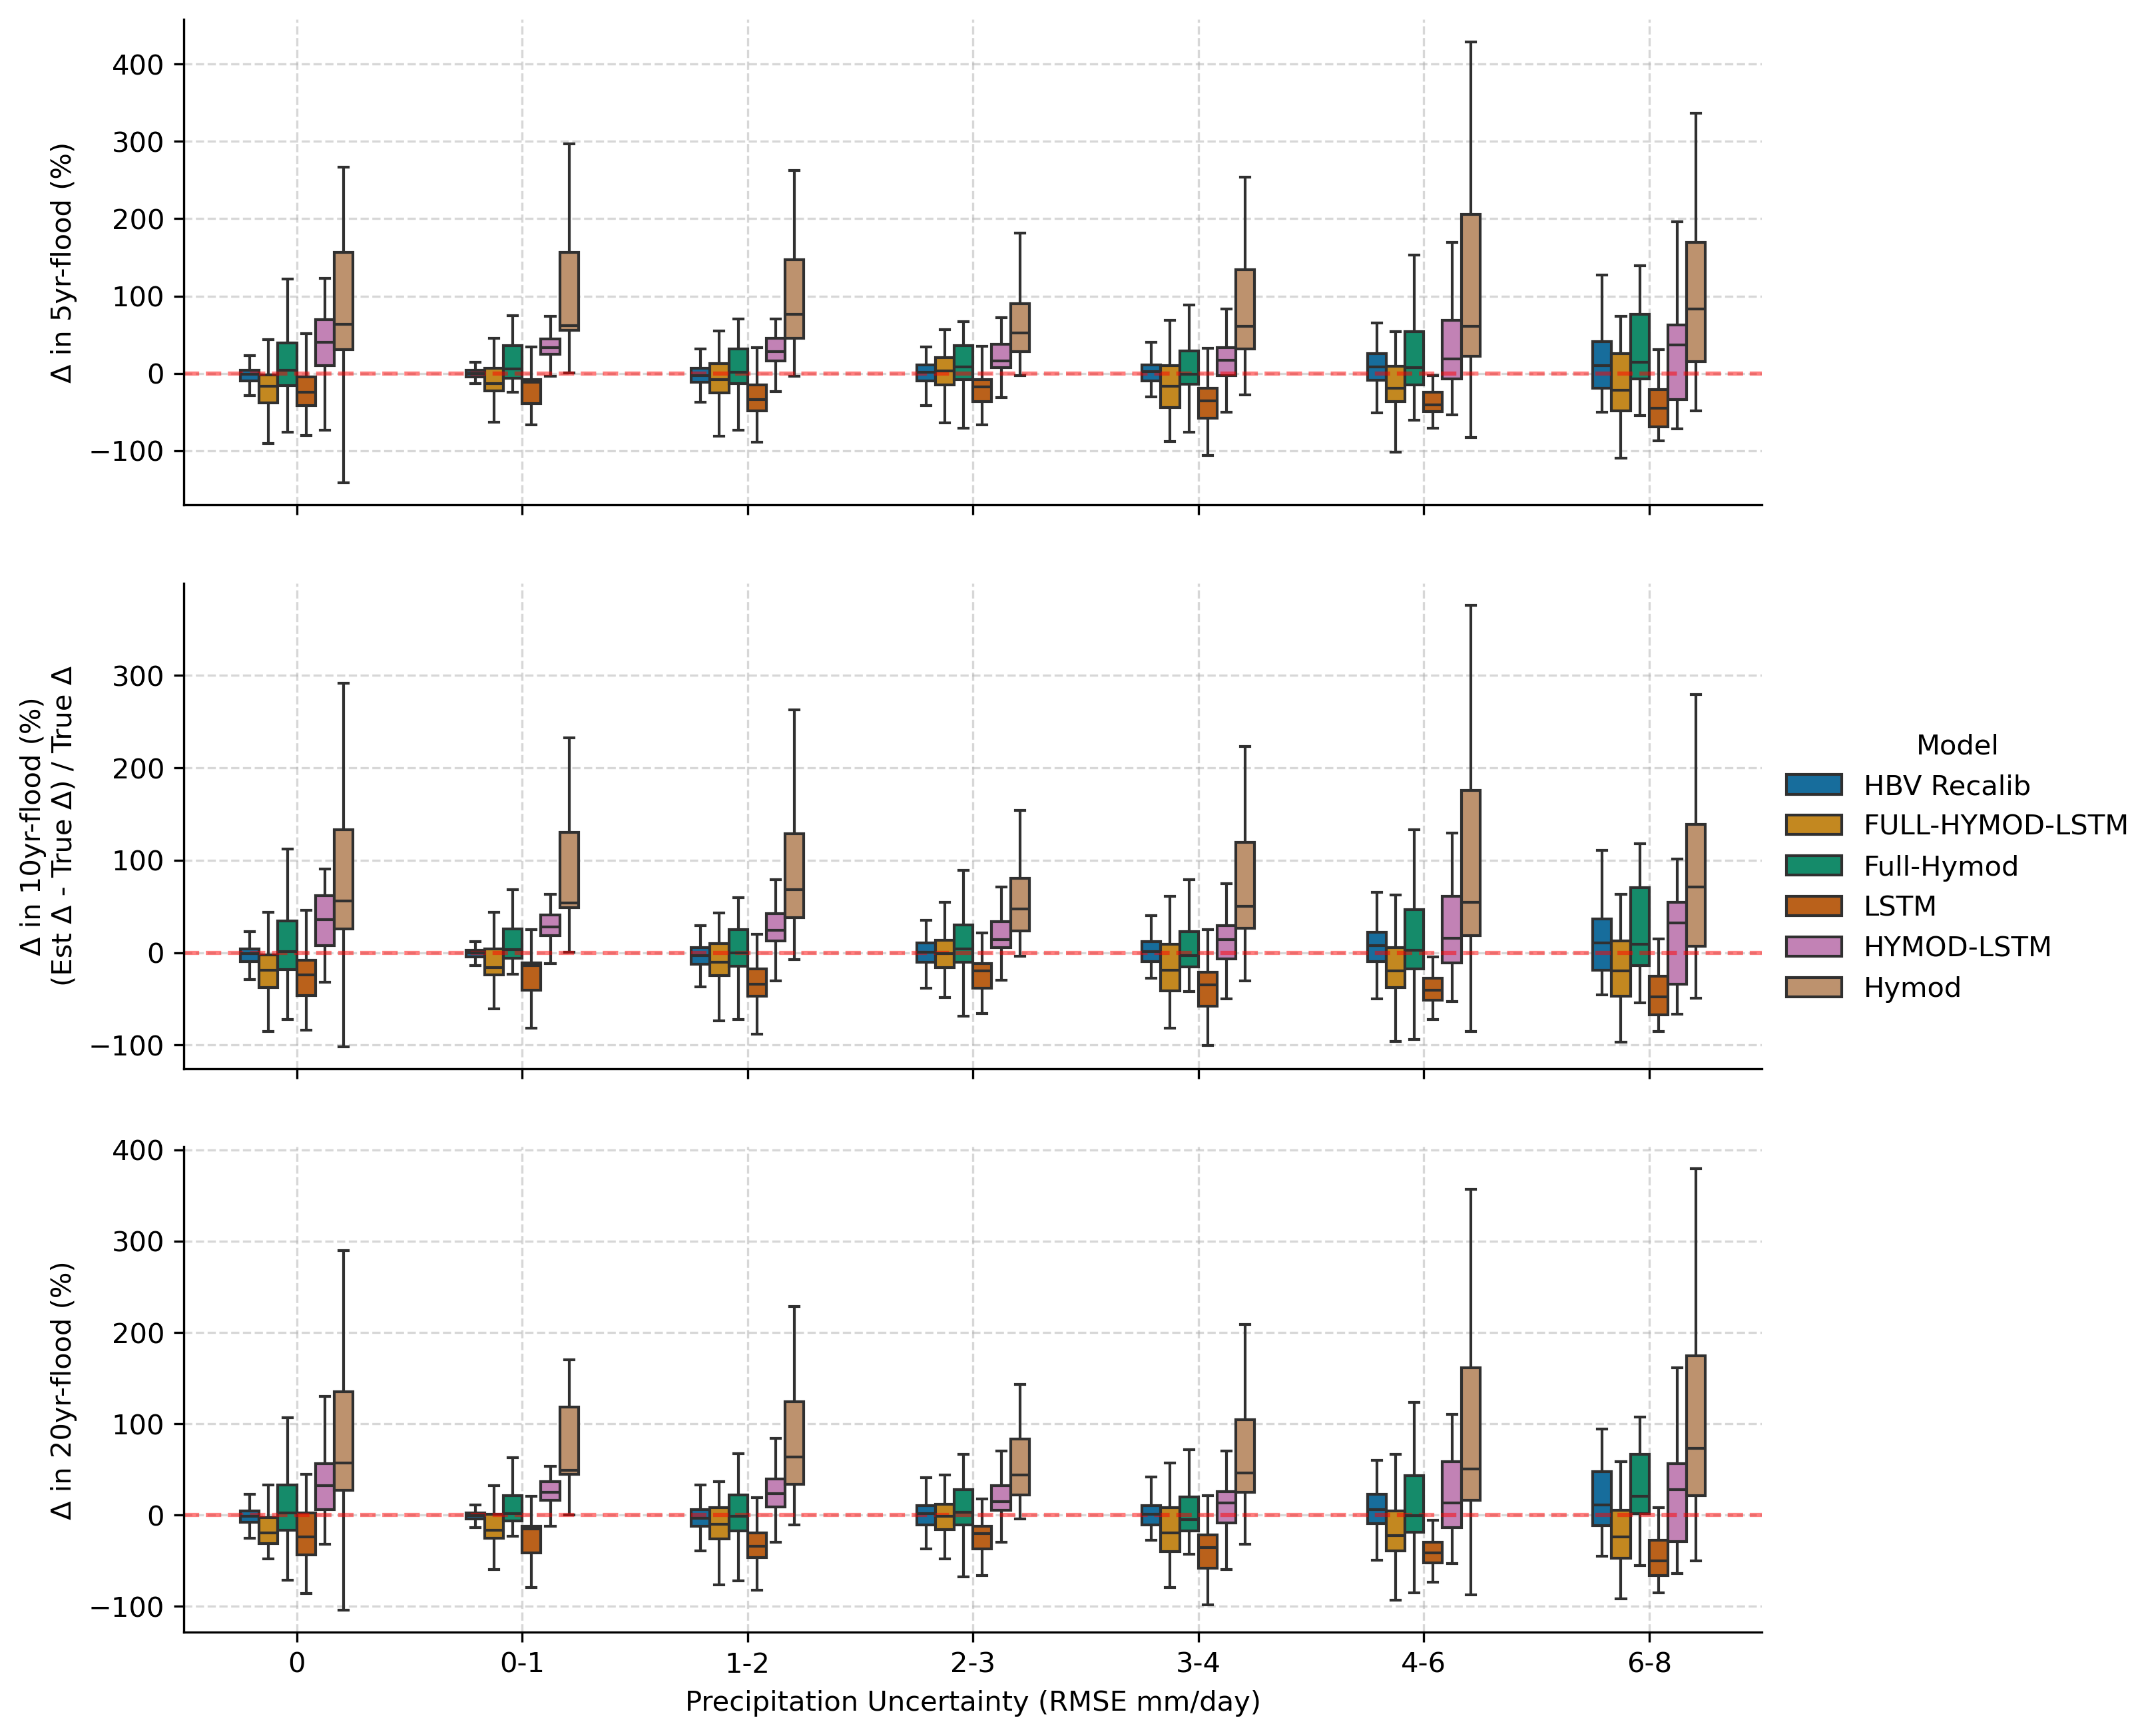 400
300
200
100
0
−100
Δ in 5yr-flood (%)
300
200
100
0
−100
Δ in 10yr-flood (%)
(Est Δ - True Δ) / True Δ
400
300
200
100
0
−100
Δ in 20yr-flood (%)
0
0-1
1-2
2-3
3-4
4-6
6-8
Precipitation Uncertainty (RMSE mm/day)
Model
HBV Recalib
FULL-HYMOD-LSTM
Full-Hymod
LSTM
HYMOD-LSTM
Hymod